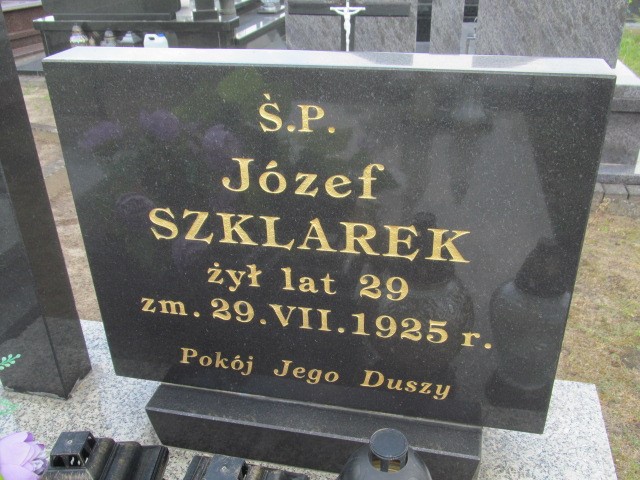 Ṡ.P.
Józef
SZKLAREK
żył lat 29
zm. 29.VII.1925 r.
Pokój Jego Duszy